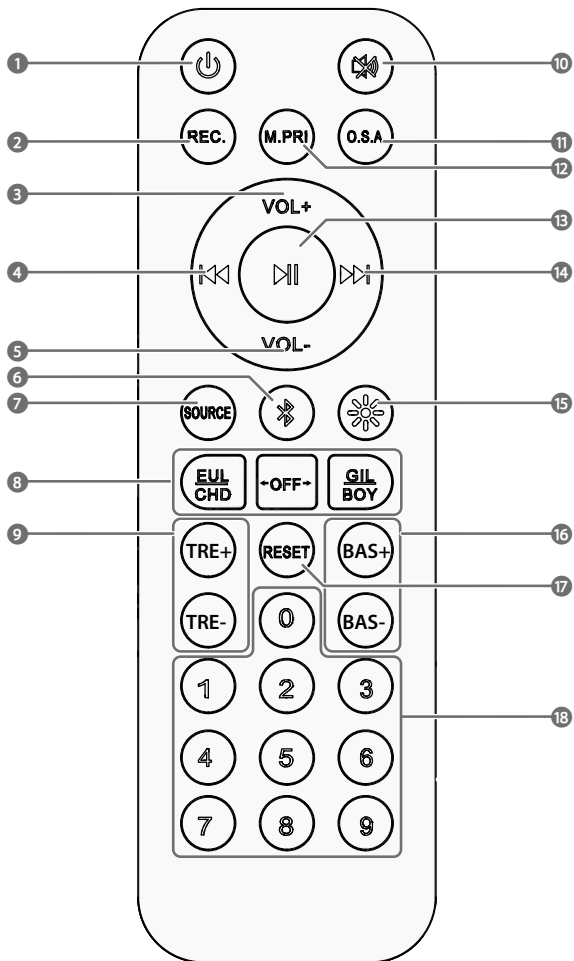 1 10
2 REC. M.PRI O.S.A 11
12
3 VOL+ 13
4 14
5 VOL-
6
7 SOURCE 15
8 EUL CHD ←OFF→ GIL BOY
9 TRE+ RESET BAS+ 16
17
TRE- 0 BAS-
1 2 3
18
4 5 6
7 8 9